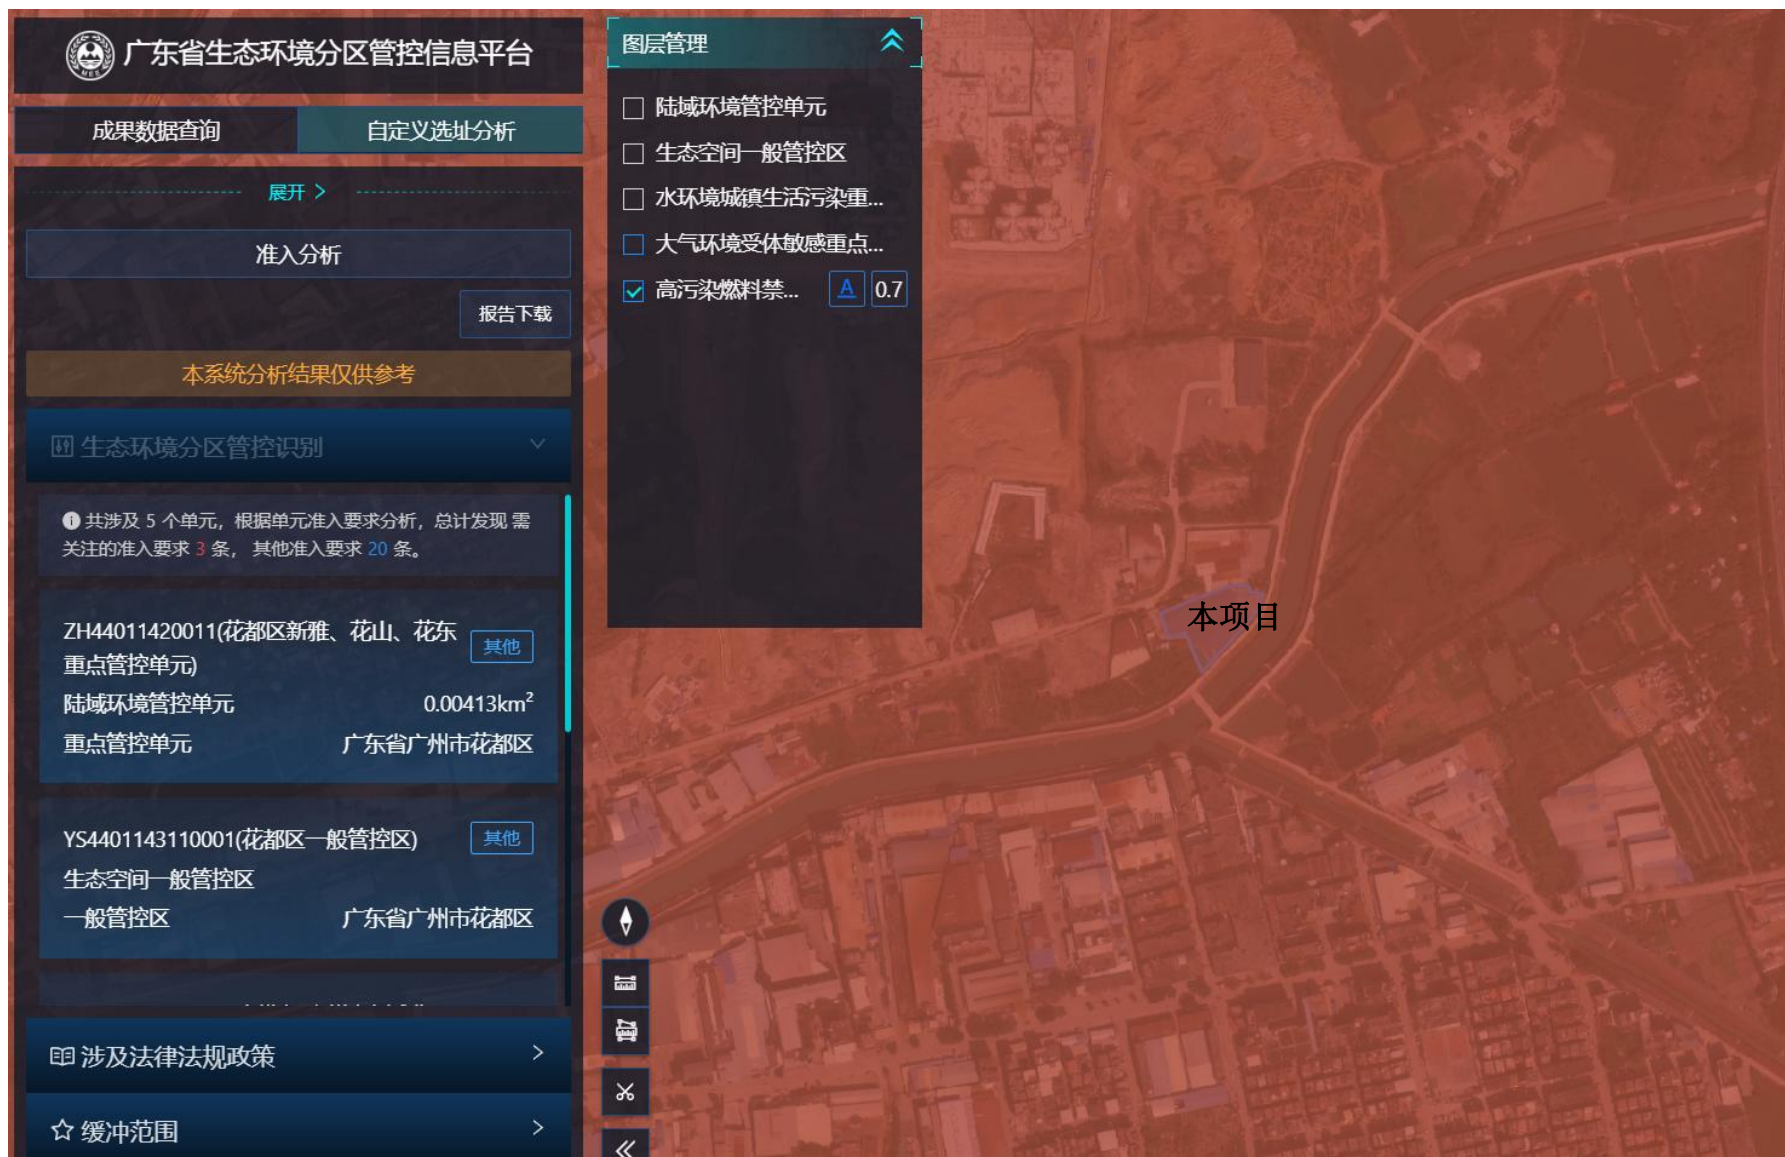 广东省生态环境分区管控信息平台
成果数据查询
自定义选址分析
展开 >
准入分析
报告下载
本系统分析结果仅供参考
生态环境分区管控识别
共涉及 5 个单元，根据单元准入要求分析，总计发现 需
关注的准入要求 3 条， 其他准入要求 20 条。
ZH44011420011(花都区新雅、花山、花东
重点管控单元)
其他
陆域环境管控单元 0.00413km²
重点管控单元 广东省广州市花都区
YS4401143110001(花都区一般管控区) 其他
生态空间一般管控区
一般管控区 广东省广州市花都区
涉及法律法规政策
缓冲范围
图层管理
陆域环境管控单元
生态空间一般管控区
水环境城镇生活污染重...
大气环境受体敏感重点...
高污染燃料禁... A 0.7
本项目